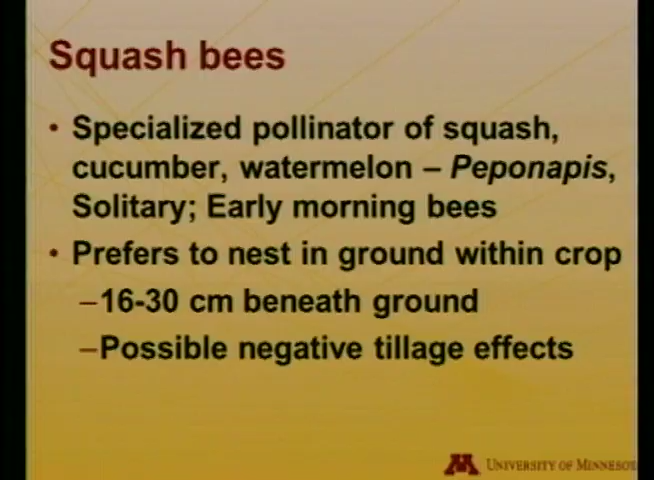 Squash bees
• Specialized pollinator of squash,
cucumber, watermelon – Peponapis,
Solitary; Early morning bees
• Prefers to nest in ground within crop
–16-30 cm beneath ground
–Possible negative tillage effects
UNIVERSITY OF MINNESO